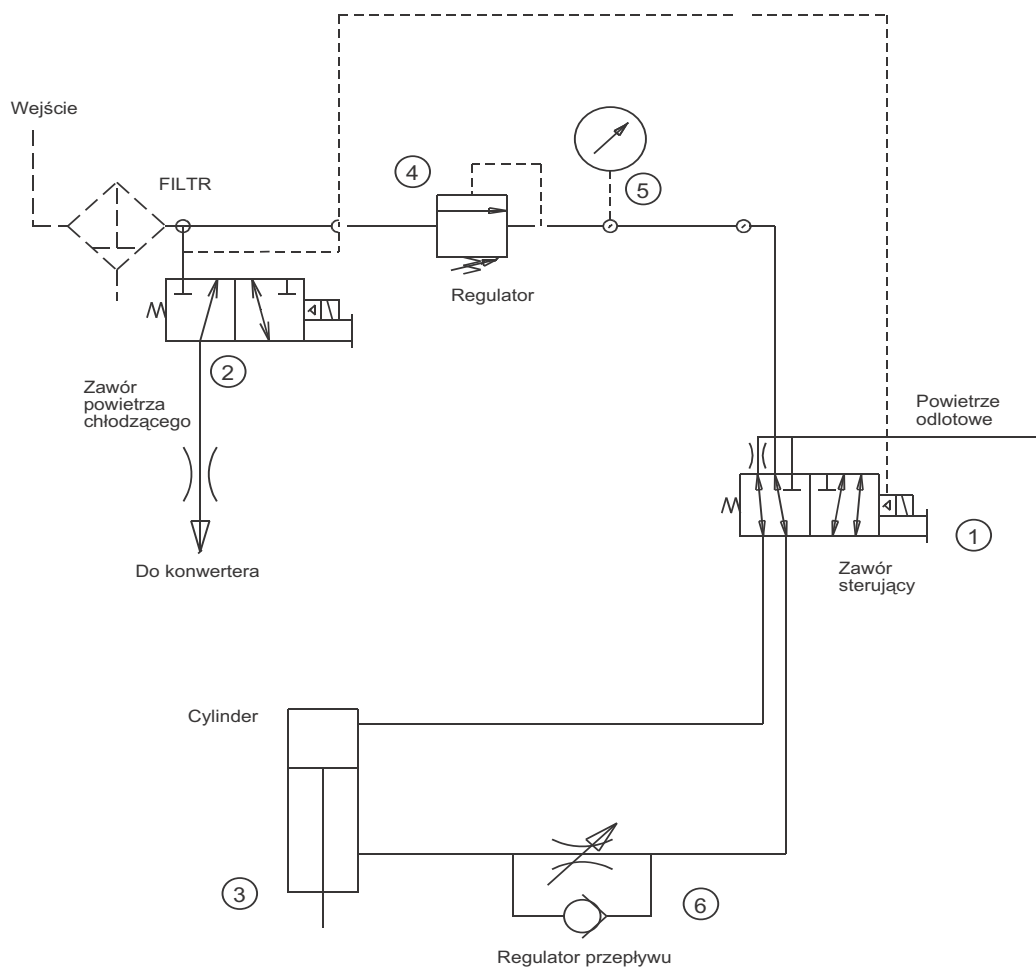 Wejście
FILTR
4
5
Regulator
2
Zawór
powietrza
chłodzącego
Powietrze
odlotowe
1
Do konwertera
Zawór
sterujący
Cylinder
3
6
Regulator przepływu